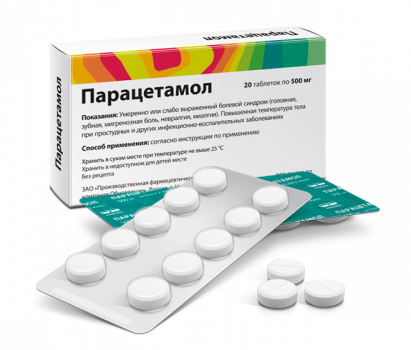 Парацетамол
Парацетамол
20 таблеток по 500 мг
Показания: Умеренно или слабо выраженный болевой синдром (головная,
зубная, мигренозная боль, невралгия, миалгия). Повышенная температура тела
при простудных и других инфекционно-воспалительных заболеваниях
Способ применения: согласно инструкции по применению
Хранить в сухом месте при температуре не выше 25 °C
Хранить в недоступном для детей месте
Без рецепта
ЗАО «Производственная фармацевтическая
ПАРАЦЕТАМОЛ
ПАРАЦЕТАМОЛ